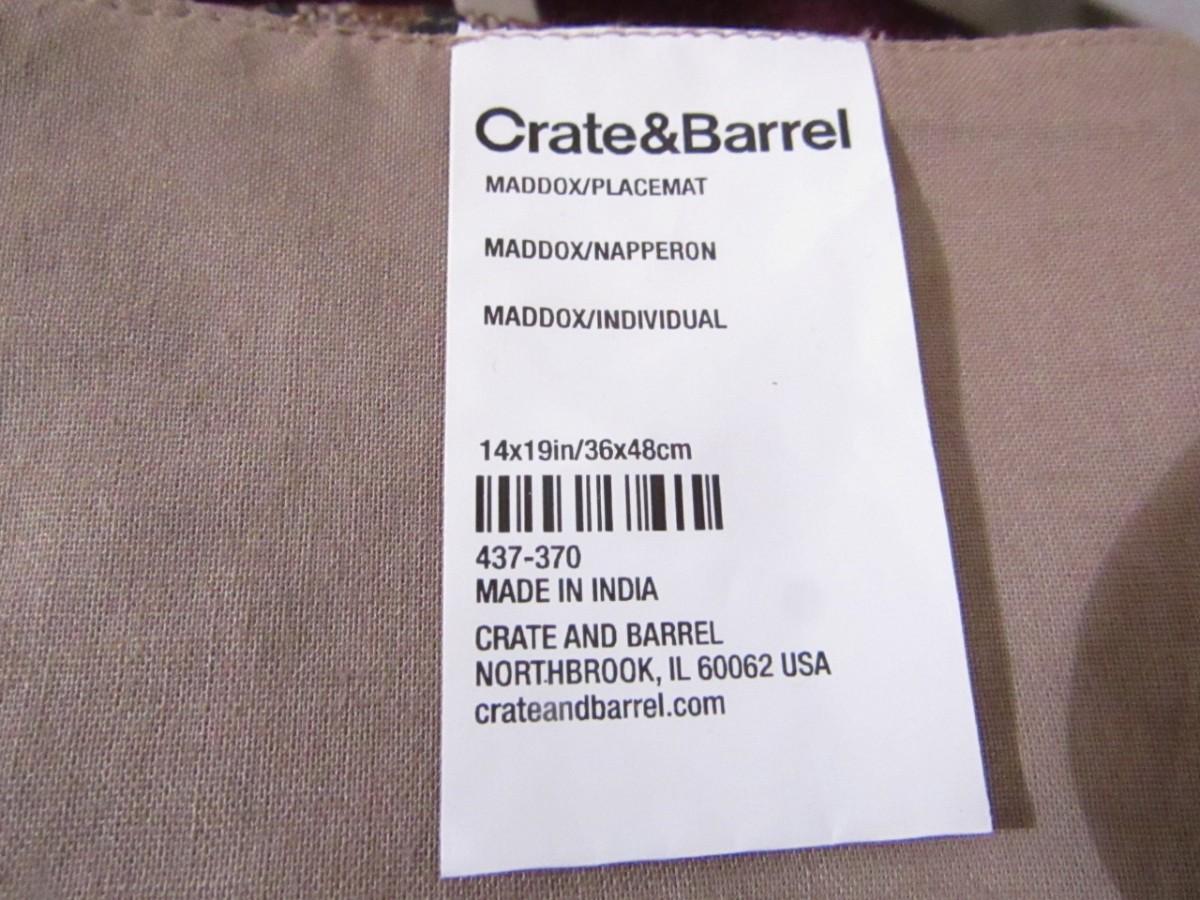 Crate&Barrel
MADDOX/PLACEMAT
MADDOX/NAPPERON
MADDOX/INDIVIDUAL
14x19in/36x48cm
437-370
MADE IN INDIA
CRATE AND BARREL
NORTHBROOK, IL 60062 USA
crateandbarrel.com